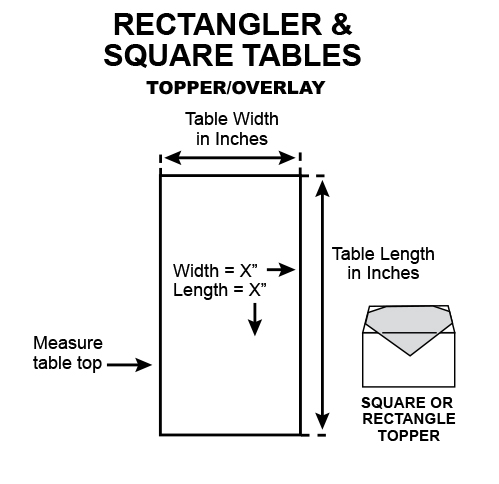 RECTANGLER &
SQUARE TABLES
TOPPER/OVERLAY
Table Width
in Inches
Width = X”
Length = X”
Table Length
in Inches
Measure
table top
SQUARE OR
RECTANGLE
TOPPER